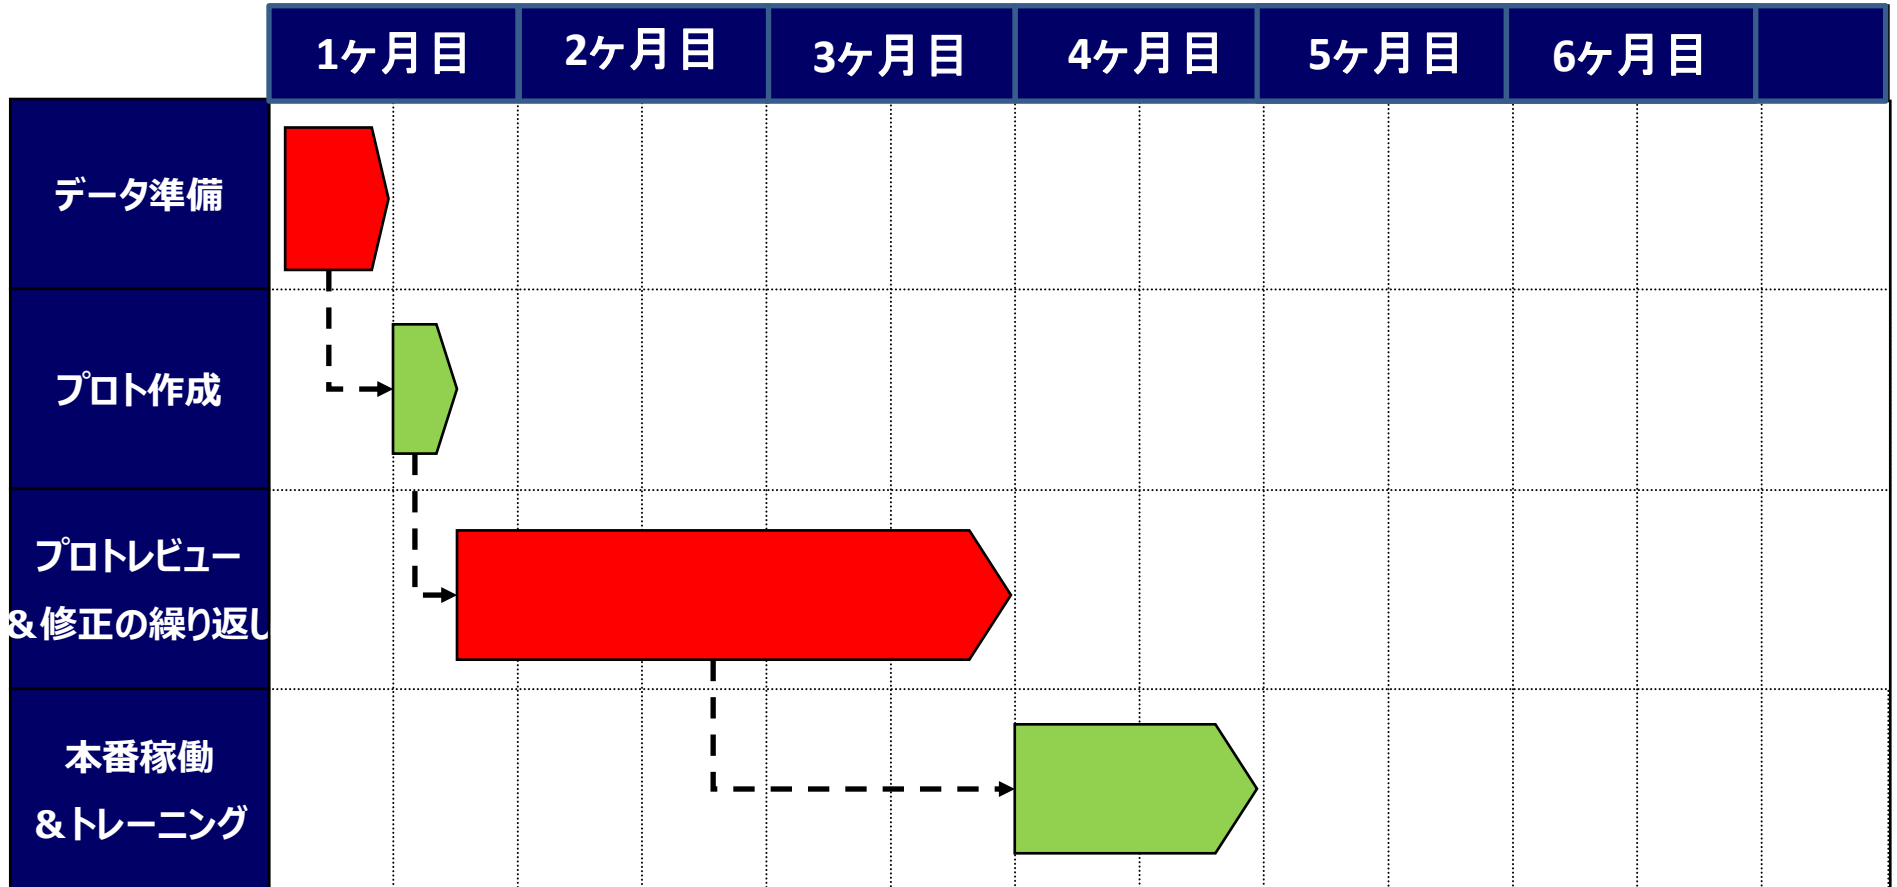 1ヶ月目
2ヶ月目
3ヶ月目
4ヶ月目
5ヶ月目
6ヶ月目
データ準備
プロト作成
プロトレビュー
＆修正の繰り返し
本番稼働
＆トレーニング